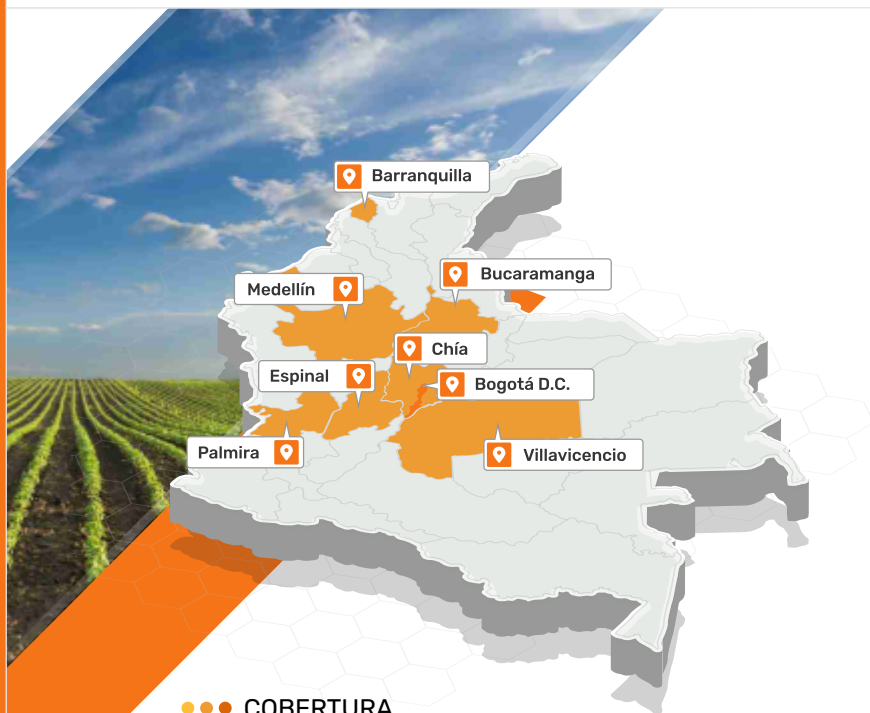 Barranquilla
Bucaramanga
Medellín
Chía
Espinal
Bogotá D.C.
Palmira
Villavicencio
COBERTURA